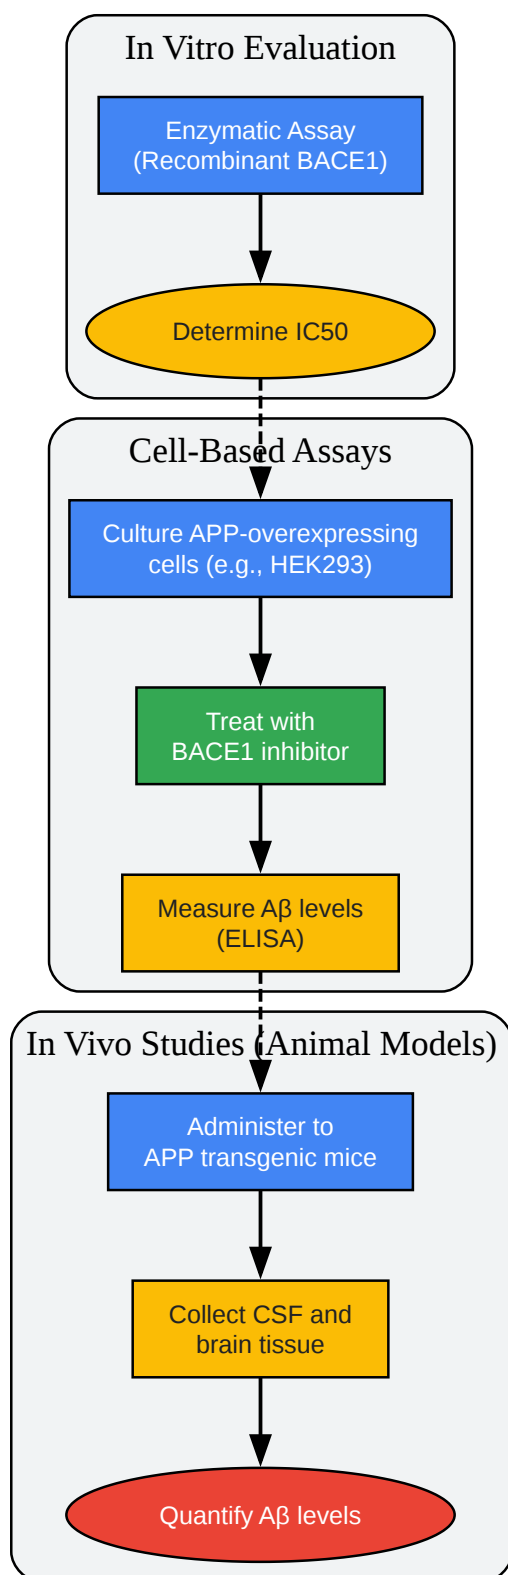 In Vitro Evaluation
Enzymatic Assay
(Recombinant BACE1)
Determine IC50
Cell-Based Assays
Culture APP-overexpressing
cells (e.g., HEK293)
Treat with
BACE1 inhibitor
Measure Aβ levels
(ELISA)
In Vivo Studies (Animal Models)
Administer to
APP transgenic mice
Collect CSF and
brain tissue
Quantify Aβ levels